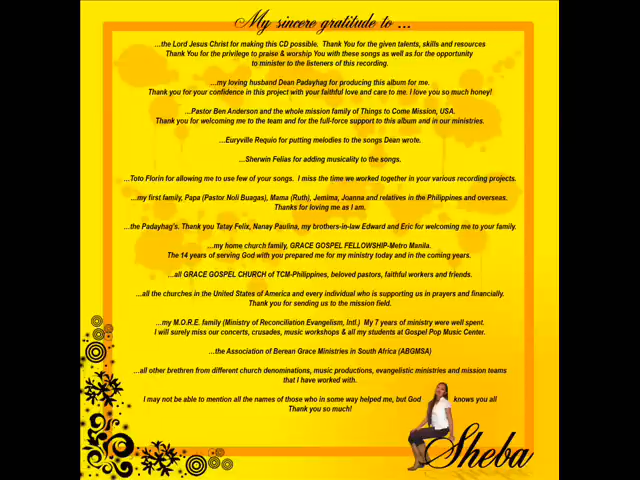 My sincere gratitude to ...
...the Lord Jesus Christ for making this CD possible. Thank You for the given talents, skills and resources
Thank You for the privilege to praise & worship You with these songs as well as for the opportunity
to minister to the listeners of this recording.
...my loving husband Dean Padayhag for producing this album for me.
Thank you for your confidence in this project with your faithful love and care to me. I love you so much honey!
...Pastor Ben Anderson and the whole mission family of Things to Come Mission, USA.
Thank you for welcoming me to the team and for the full-force support to this album and in our ministries.
...Euryville Requio for putting melodies to the songs Dean wrote.
...Sherwin Felias for adding musicality to the songs.
...Toto Florin for allowing me to use few of your songs. I miss the time we worked together in your various recording projects.
...my first family, Papa (Pastor Noli Buagas), Mama (Ruth), Jemima, Joanna and relatives in the Philippines and overseas.
Thanks for loving me as I am.
...the Padayhag's. Thank you Tatay Felix, Nanay Paulina, my brothers-in-law Edward and Eric for welcoming me to your family.
...my home church family, GRACE GOSPEL FELLOWSHIP-Metro Manila.
The 14 years of serving God with you prepared me for my ministry today and in the coming years.
...all GRACE GOSPEL CHURCH of TCM-Philippines, beloved pastors, faithful workers and friends.
...all the churches in the United States of America and every individual who is supporting us in prayers and financially.
Thank you for sending us to the mission field.
...my M.O.R.E. family (Ministry of Reconciliation Evangelism, Intl.) My 7 years of ministry were well spent.
I will surely miss our concerts, crusades, music workshops & all my students at Gospel Pop Music Center.
...the Association of Berean Grace Ministries in South Africa (ABGMSA)
...all other brethren from different church denominations, music productions, evangelistic ministries and mission teams
that I have worked with.
I may not be able to mention all the names of those who in some way helped me, but God knows you all
Thank you so much!
Sheba